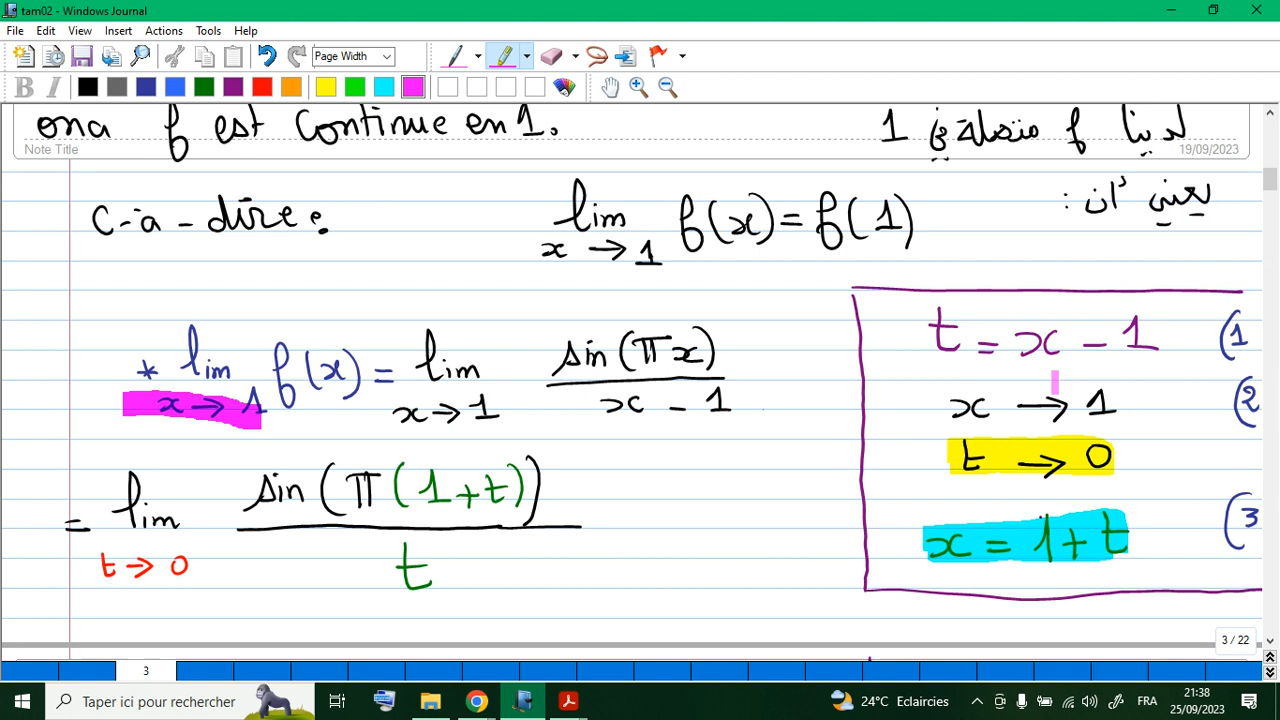 tam02 - Windows Journal
File Edit View Insert Actions Tools Help
Page Width
B I
ona f est Continue en 1. لدينا f متصلة في 1
Note Title 19/09/2023
c-à-dire : lim x → 1 f(x) = f(1) يعني أن :
* lim x → 1 f(x) = lim x → 1 sin(πx) / x - 1
= lim t → 0 sin(π(1+t)) / t
t = x - 1 (1
x → 1 (2
t → 0
x = 1 + t (3
3 / 22
3
Taper ici pour rechercher
24°C Eclaircies
FRA
21:38
25/09/2023